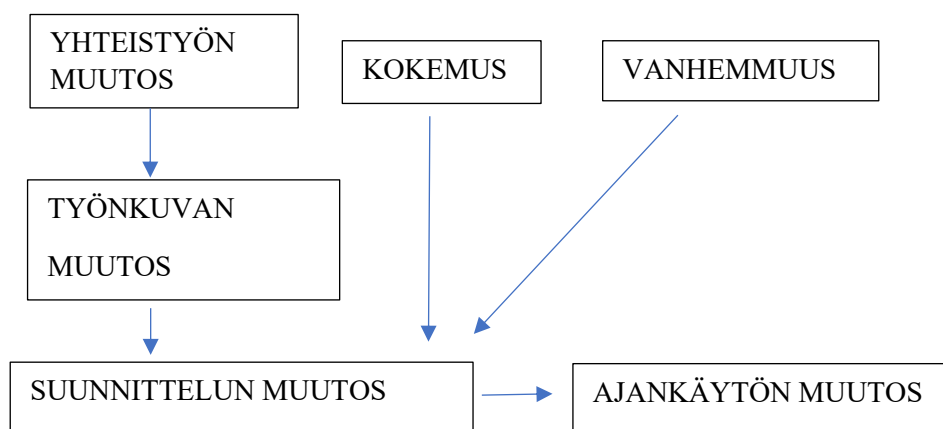 YHTEISTYÖN
MUUTOS
KOKEMUS
VANHEMMUUS
TYÖNKUVAN
MUUTOS
SUUNNITTELUN MUUTOS
AJANKÄYTÖN MUUTOS